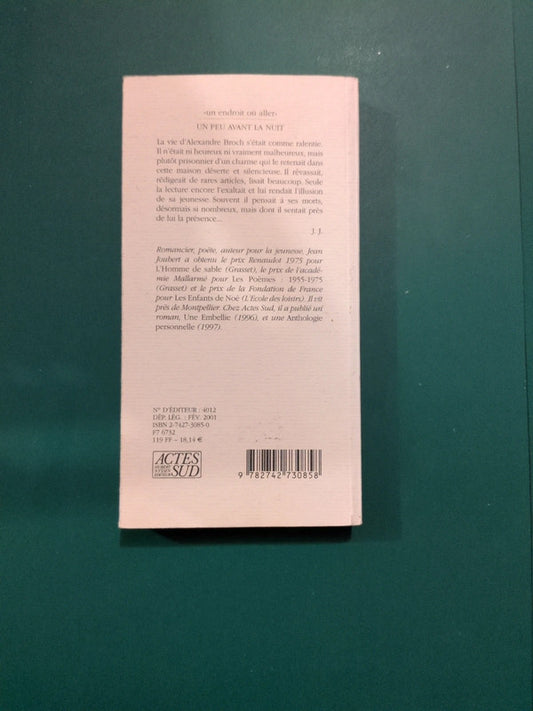 «un endroit où aller»
UN PEU AVANT LA NUIT
La vie d'Alexandre Broch s'était comme ralentie.
Il n'était ni heureux ni vraiment malheureux, mais
plutôt prisonnier d'un charme qui le retenait dans
cette maison déserte et silencieuse. Il rêvassait,
rédigeait de rares articles, lisait beaucoup. Seule
la lecture encore l'exaltait et lui rendait l'illusion
de sa jeunesse Souvent il pensait à ses morts,
désormais si nombreux, mais dont il sentait près
de lui la présence...
J. J.
Romancier, poète, auteur pour la jeunesse, Jean
Joubert a obtenu le prix Renaudot 1975 pour
L'Homme de sable (Grasset), le prix de l'acadé-
mie Mallarmé pour Les Poèmes : 1955-1975
(Grasset) et le prix de la Fondation de France
pour Les Enfants de Noé (L'Ecole des loisirs). Il vit
près de Montpellier. Chez Actes Sud, il a publié un
roman, Une Embellie (1996), et une Anthologie
personnelle (1997).
N° D'ÉDITEUR : 4012
DÉP. LÉG. : FÉV. 2001
ISBN 2-7427-3085-0
F7 6732
119 FF – 18,14 €
ACTES
SUD
9 782742 730858